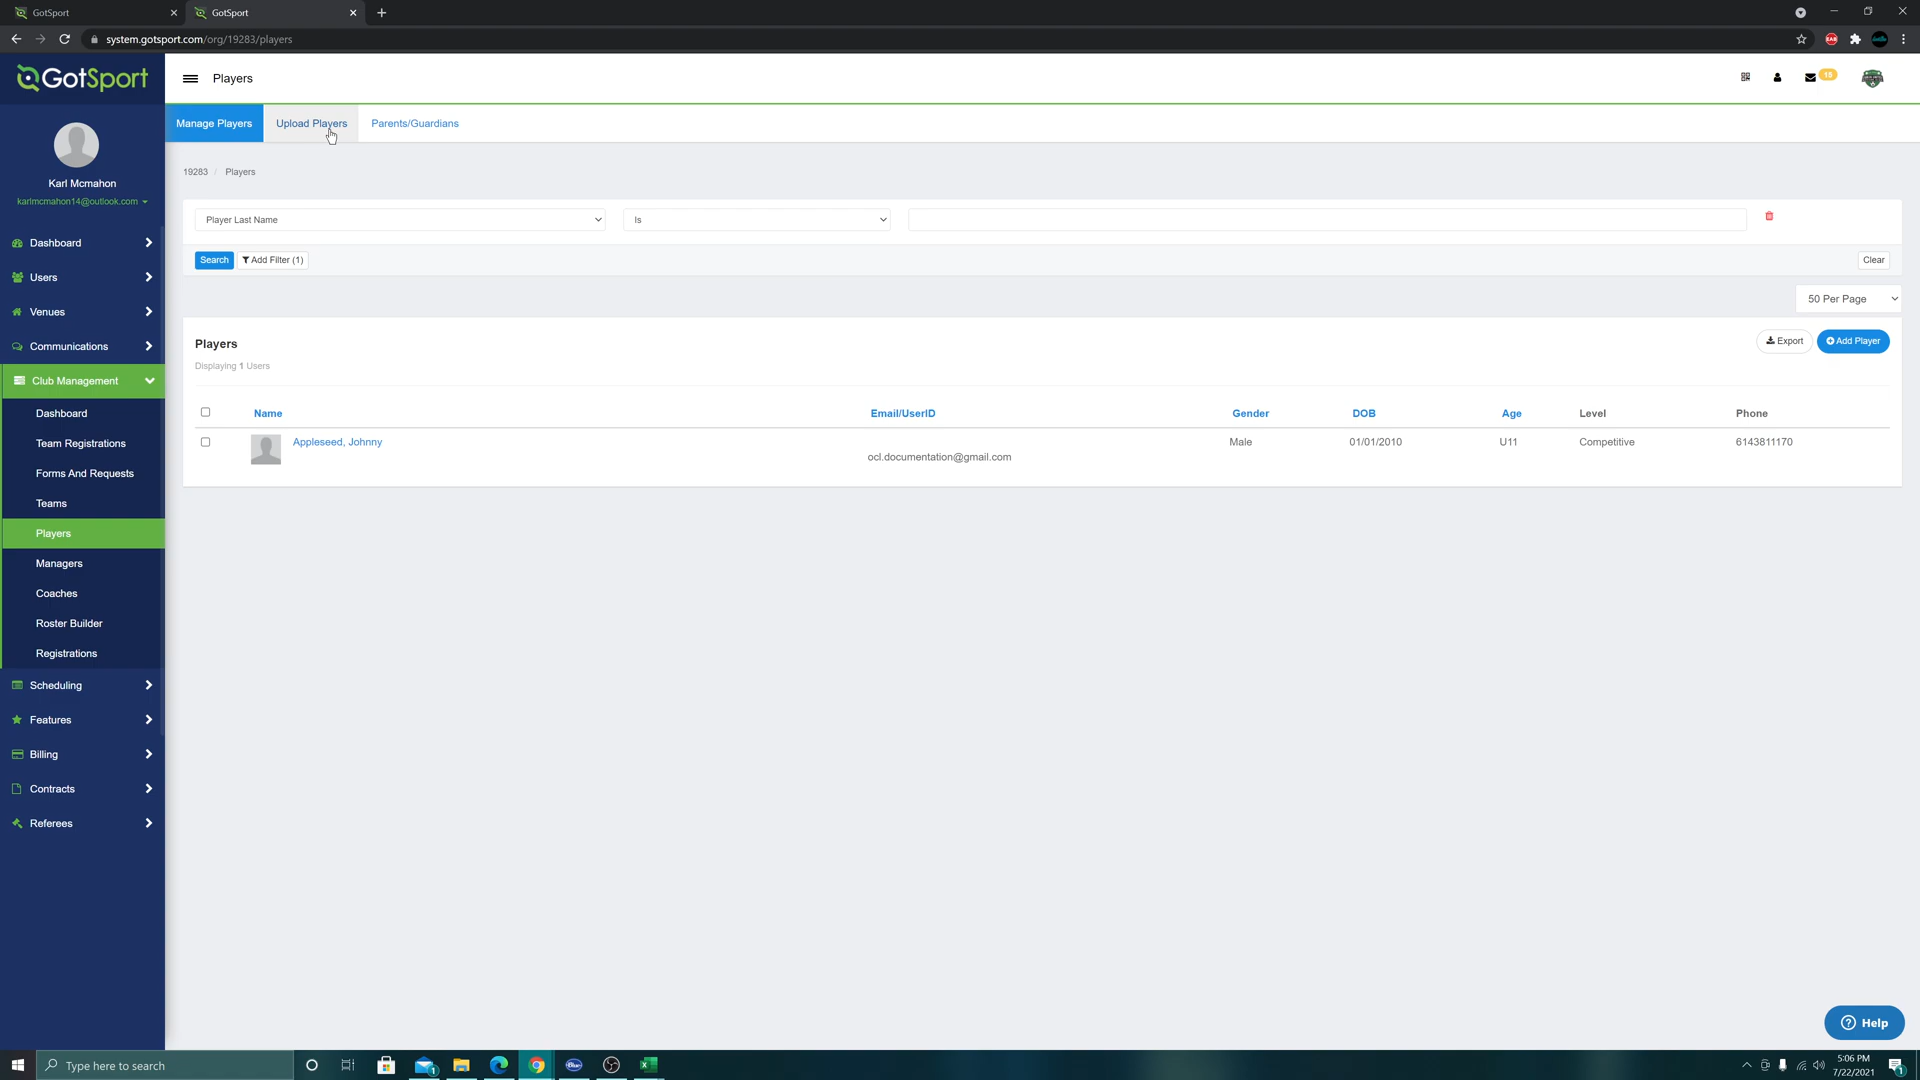 GotSport
GotSport
system.gotsport.com/org/19283/players
GotSport
Players
15
Manage Players
Upload Players
Parents/Guardians
Karl Mcmahon
karlmcmahon14@outlook.com
19283 / Players
Player Last Name
Is
Search
Add Filter (1)
Clear
50 Per Page
Dashboard
Users
Venues
Communications
Club Management
Dashboard
Team Registrations
Forms And Requests
Teams
Players
Managers
Coaches
Roster Builder
Registrations
Scheduling
Features
Billing
Contracts
Referees
Players
Displaying 1 Users
Export
Add Player
Name Email/UserID Gender DOB Age Level Phone
Appleseed, Johnny Male 01/01/2010 U11 Competitive 6143811170
ocl.documentation@gmail.com
Help
Type here to search
1
5:06 PM
7/22/2021
1